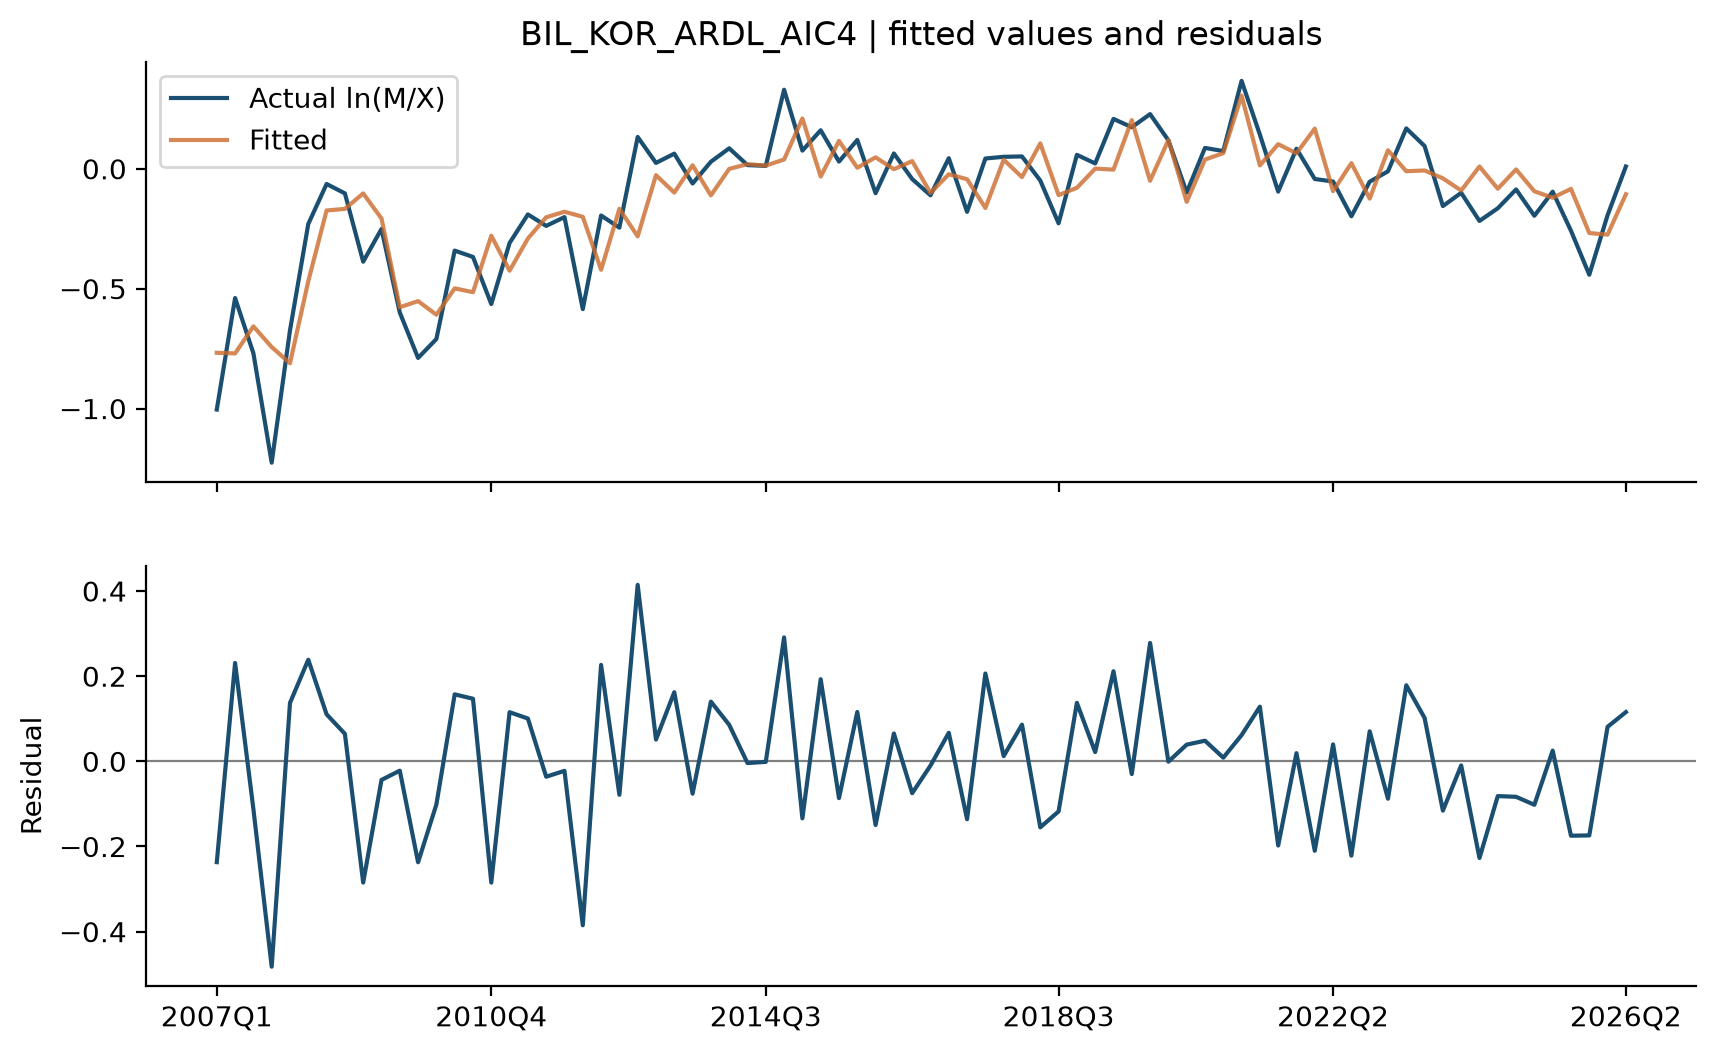 BIL_KOR_ARDL_AIC4 | fitted values and residuals
Actual ln(M/X)
Fitted
0.0
−0.5
−1.0
0.4
0.2
0.0
−0.2
−0.4
Residual
2007Q1 2010Q4 2014Q3 2018Q3 2022Q2 2026Q2